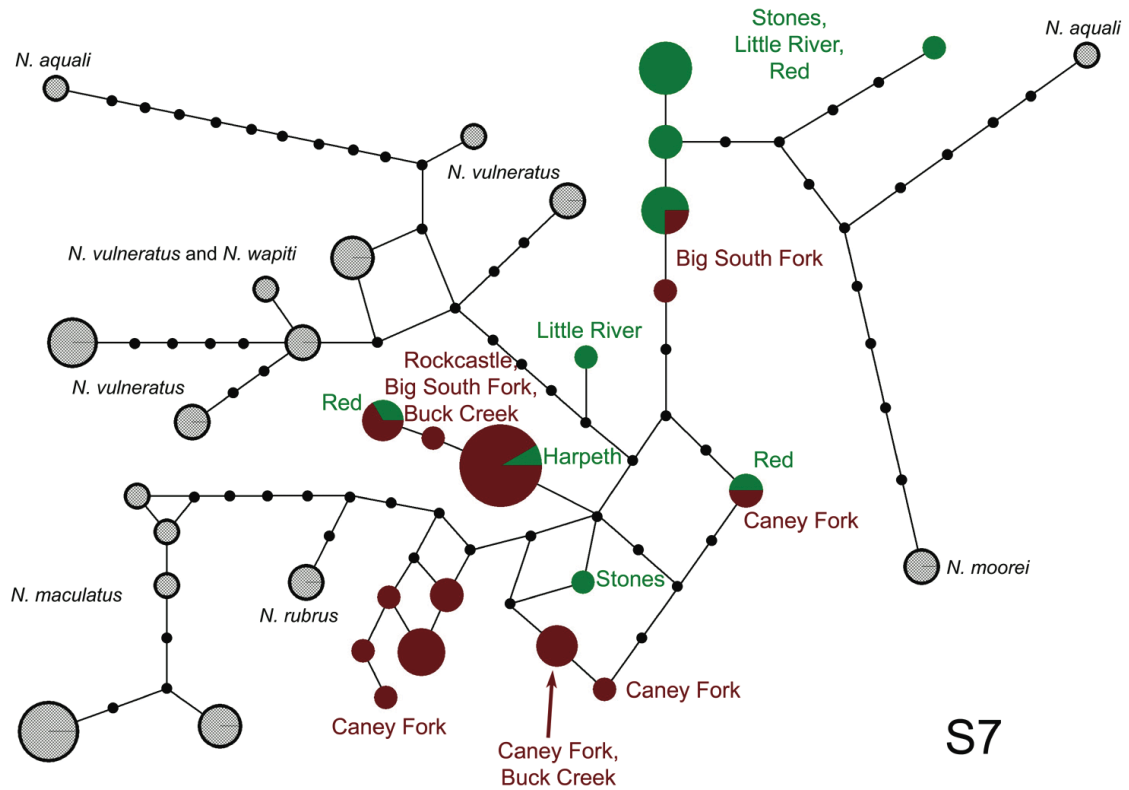 Stones,
Little River,
Red
N. aquali
N. aquali
N. vulneratus
N. vulneratus and N. wapiti
Big South Fork
Little River
N. vulneratus
Rockcastle,
Big South Fork,
Buck Creek
Red
Harpeth
Red
Caney Fork
N. moorei
Stones
N. maculatus
N. rubrus
Caney Fork
Caney Fork
Caney Fork,
Buck Creek
S7